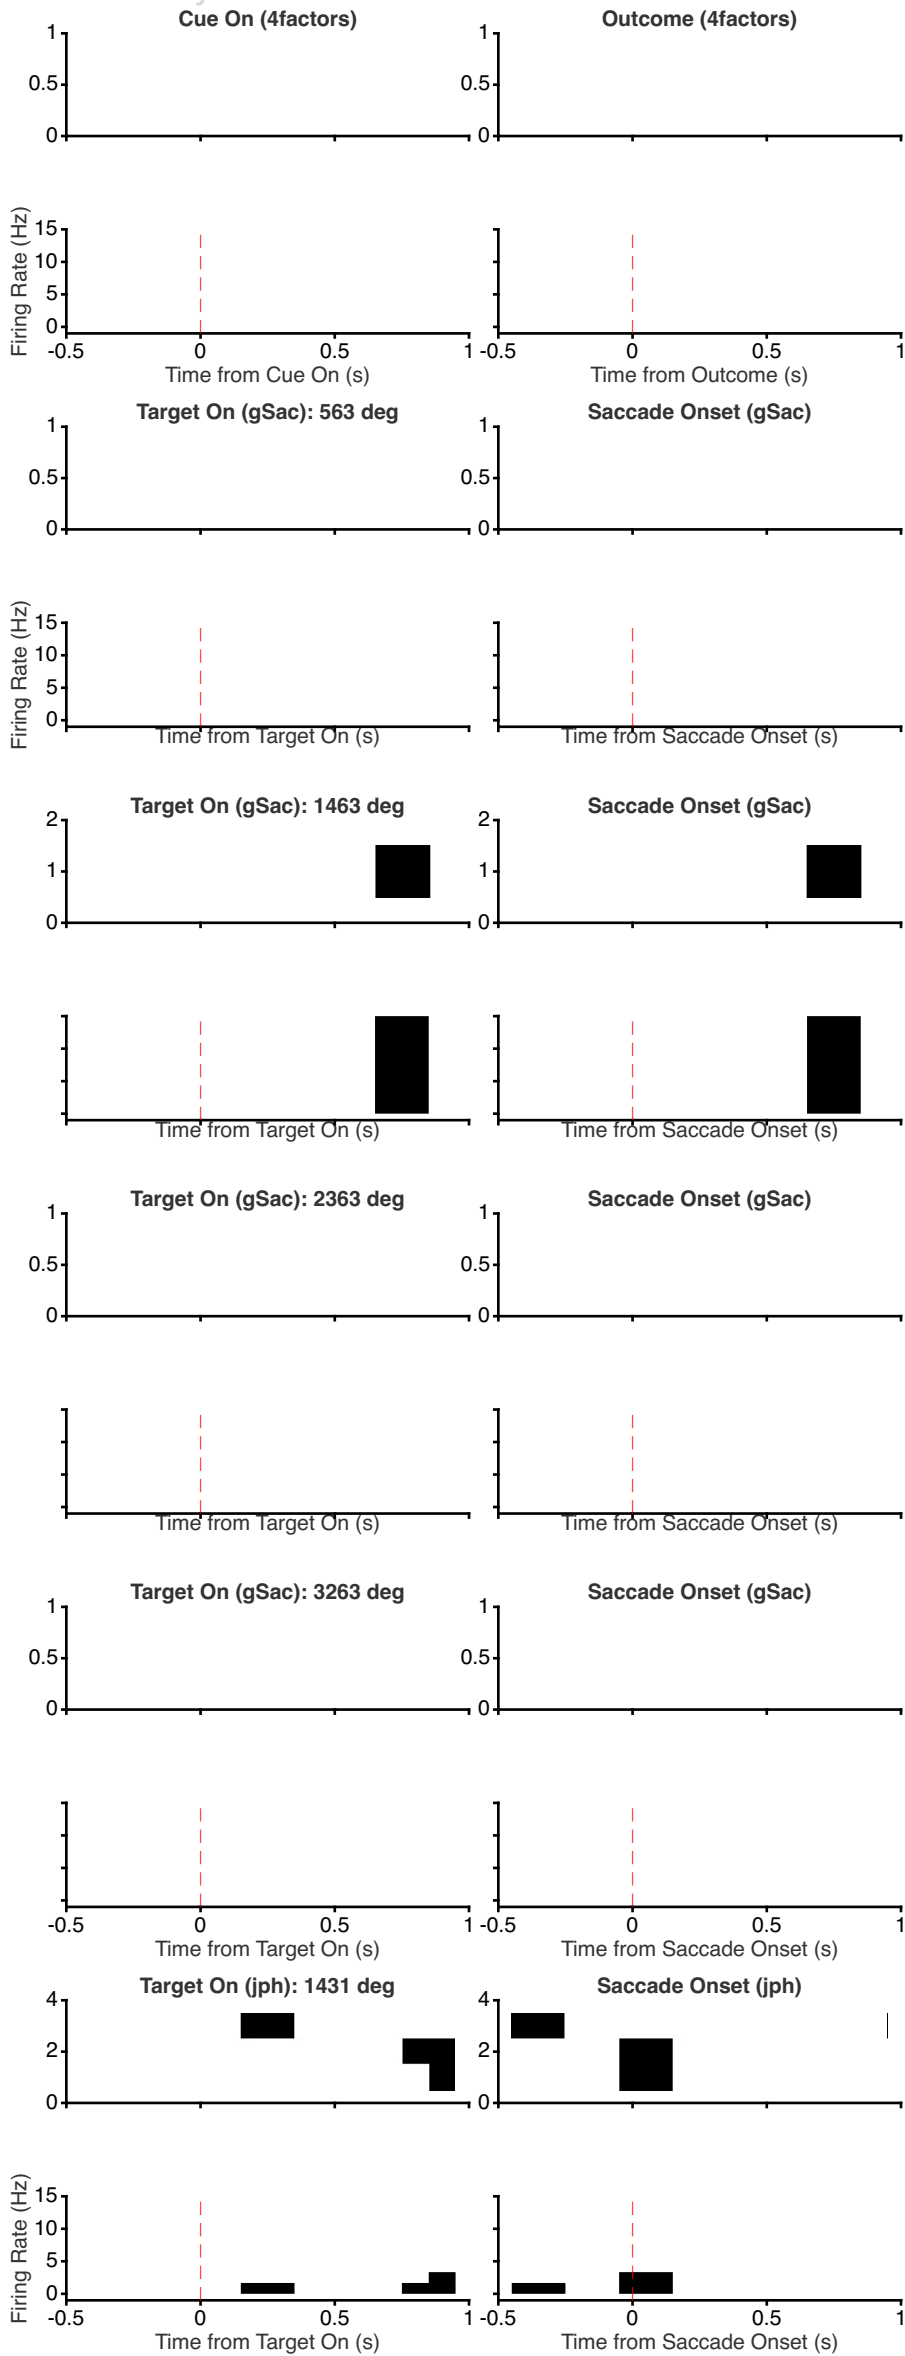 Cue On (4factors) Outcome (4factors)
1 1
0.5 0.5
0 0
Firing Rate (Hz)
15
10
5
0
-0.5 0 0.5 1 -0.5 0 0.5 1
Time from Cue On (s) Time from Outcome (s)
Target On (gSac): 563 deg Saccade Onset (gSac)
1 1
0.5 0.5
0 0
Firing Rate (Hz)
15
10
5
0
Time from Target On (s) Time from Saccade Onset (s)
Target On (gSac): 1463 deg Saccade Onset (gSac)
2 2
1 1
0 0
Time from Target On (s) Time from Saccade Onset (s)
Target On (gSac): 2363 deg Saccade Onset (gSac)
1 1
0.5 0.5
0 0
Time from Target On (s) Time from Saccade Onset (s)
Target On (gSac): 3263 deg Saccade Onset (gSac)
1 1
0.5 0.5
0 0
-0.5 0 0.5 1 -0.5 0 0.5 1
Time from Target On (s) Time from Saccade Onset (s)
Target On (jph): 1431 deg Saccade Onset (jph)
4 4
2 2
0 0
Firing Rate (Hz)
15
10
5
0
-0.5 0 0.5 1 -0.5 0 0.5 1
Time from Target On (s) Time from Saccade Onset (s)